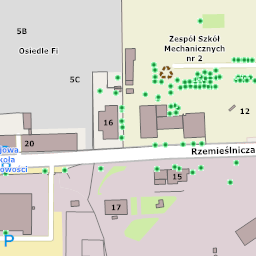 5B
Osiedle Fi
Zespół Szkół
Mechanicznych
nr 2
5C
12
16
20
Rzemieślnicza
15
17
P